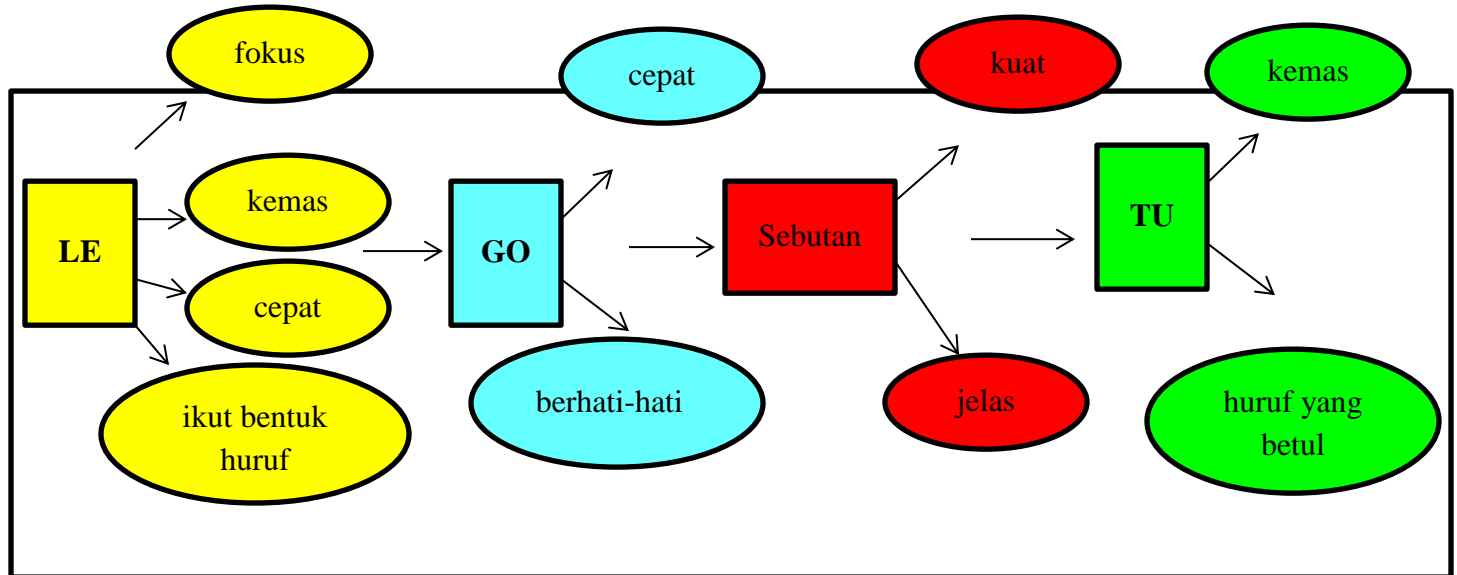 fokus
kemas
LE
cepat
ikut bentuk
huruf
cepat
GO
berhati-hati
kuat
Sebutan
jelas
kemas
TU
huruf yang
betul